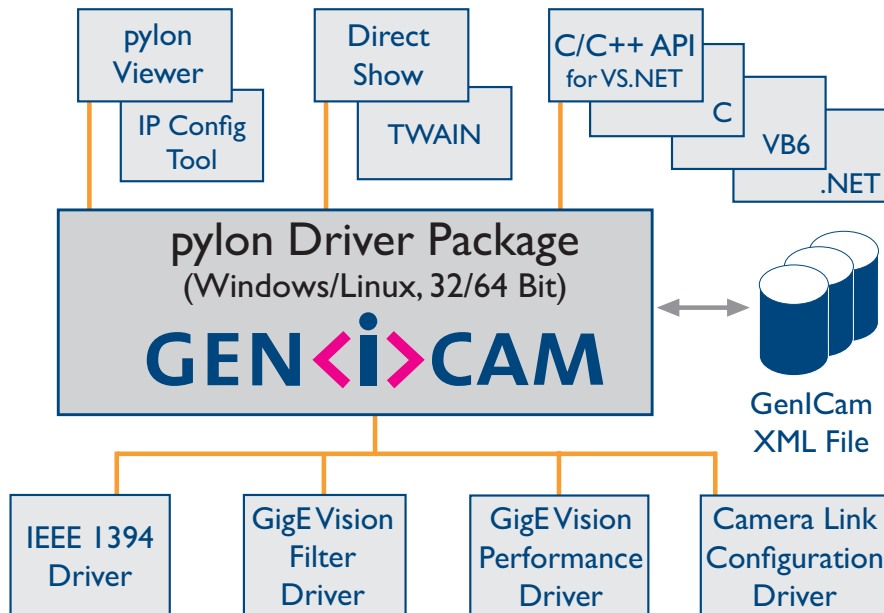 pylon
Viewer
IP Config
Tool
Direct
Show
TWAIN
C/C++ API
for VS.NET
C
VB6
.NET
pylon Driver Package
(Windows/Linux, 32/64 Bit)
GEN<i>CAM
GenICam
XML File
IEEE 1394
Driver
GigE Vision
Filter
Driver
GigE Vision
Performance
Driver
Camera Link
Configuration
Driver